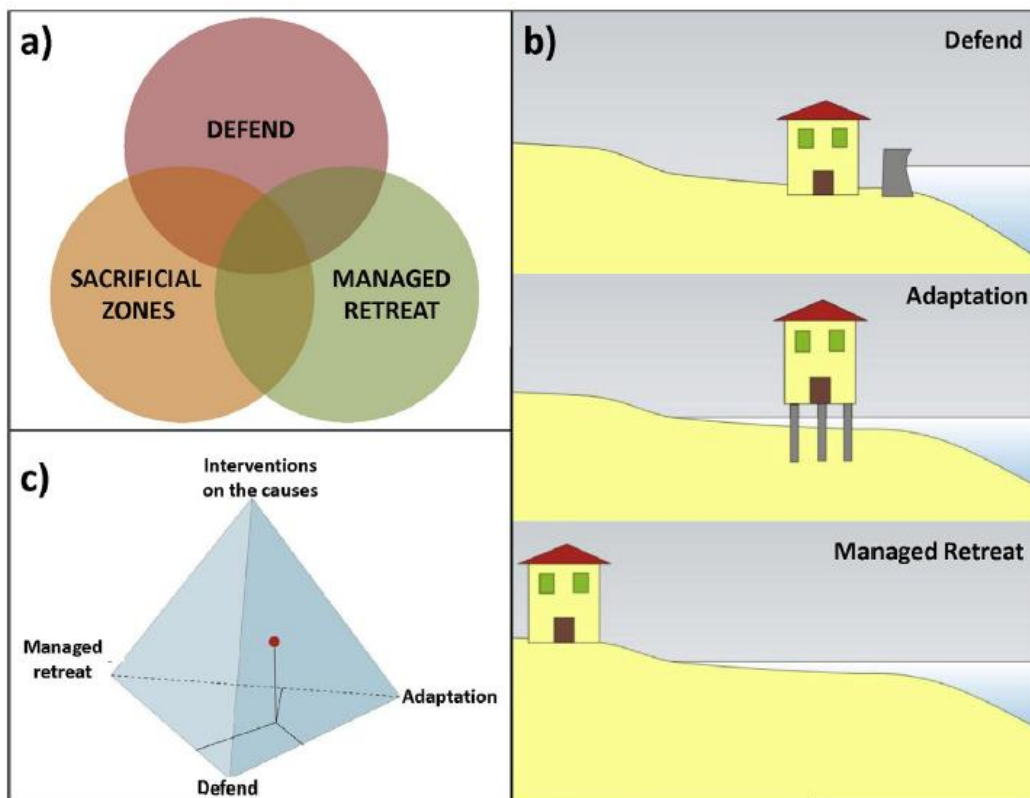 a)
DEFEND
SACRIFICIAL
ZONES
MANAGED
RETREAT
b)
Defend
Adaptation
Managed Retreat
c)
Interventions
on the causes
Managed
retreat
Adaptation
Defend